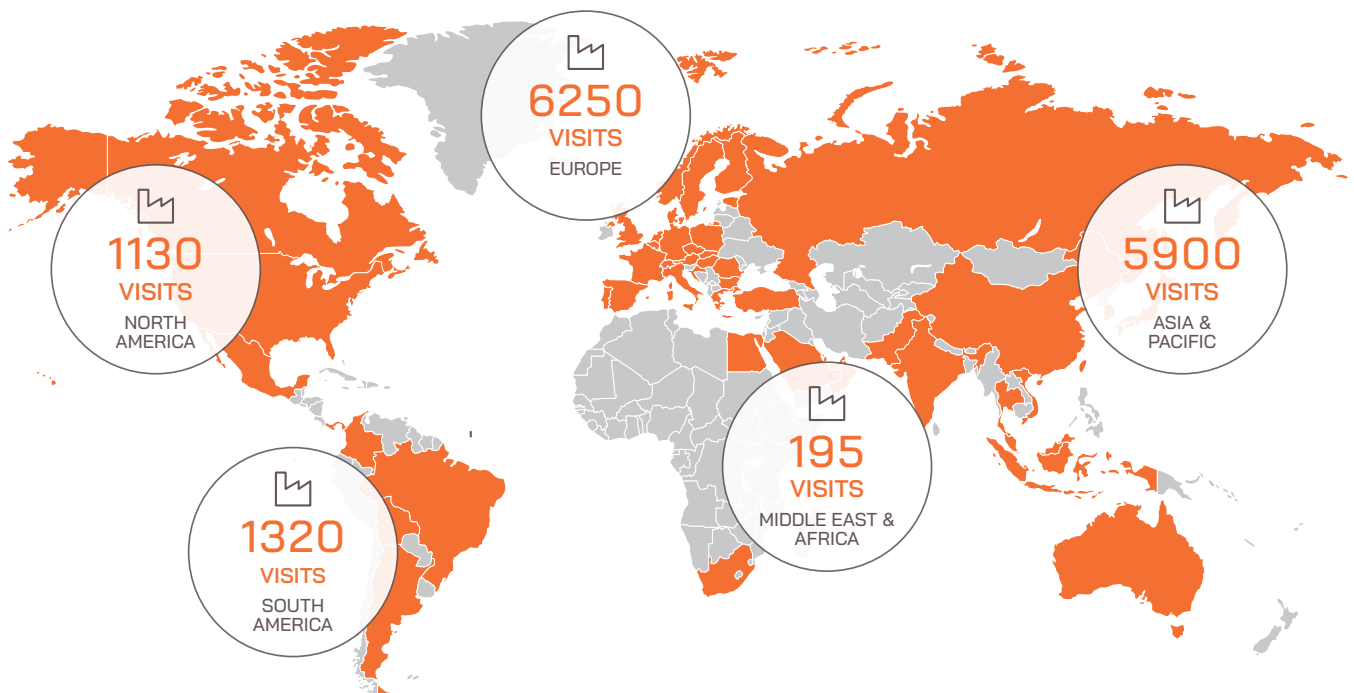 6250
VISITS
EUROPE
1130
VISITS
NORTH
AMERICA
5900
VISITS
ASIA &
PACIFIC
195
VISITS
MIDDLE EAST &
AFRICA
1320
VISITS
SOUTH
AMERICA